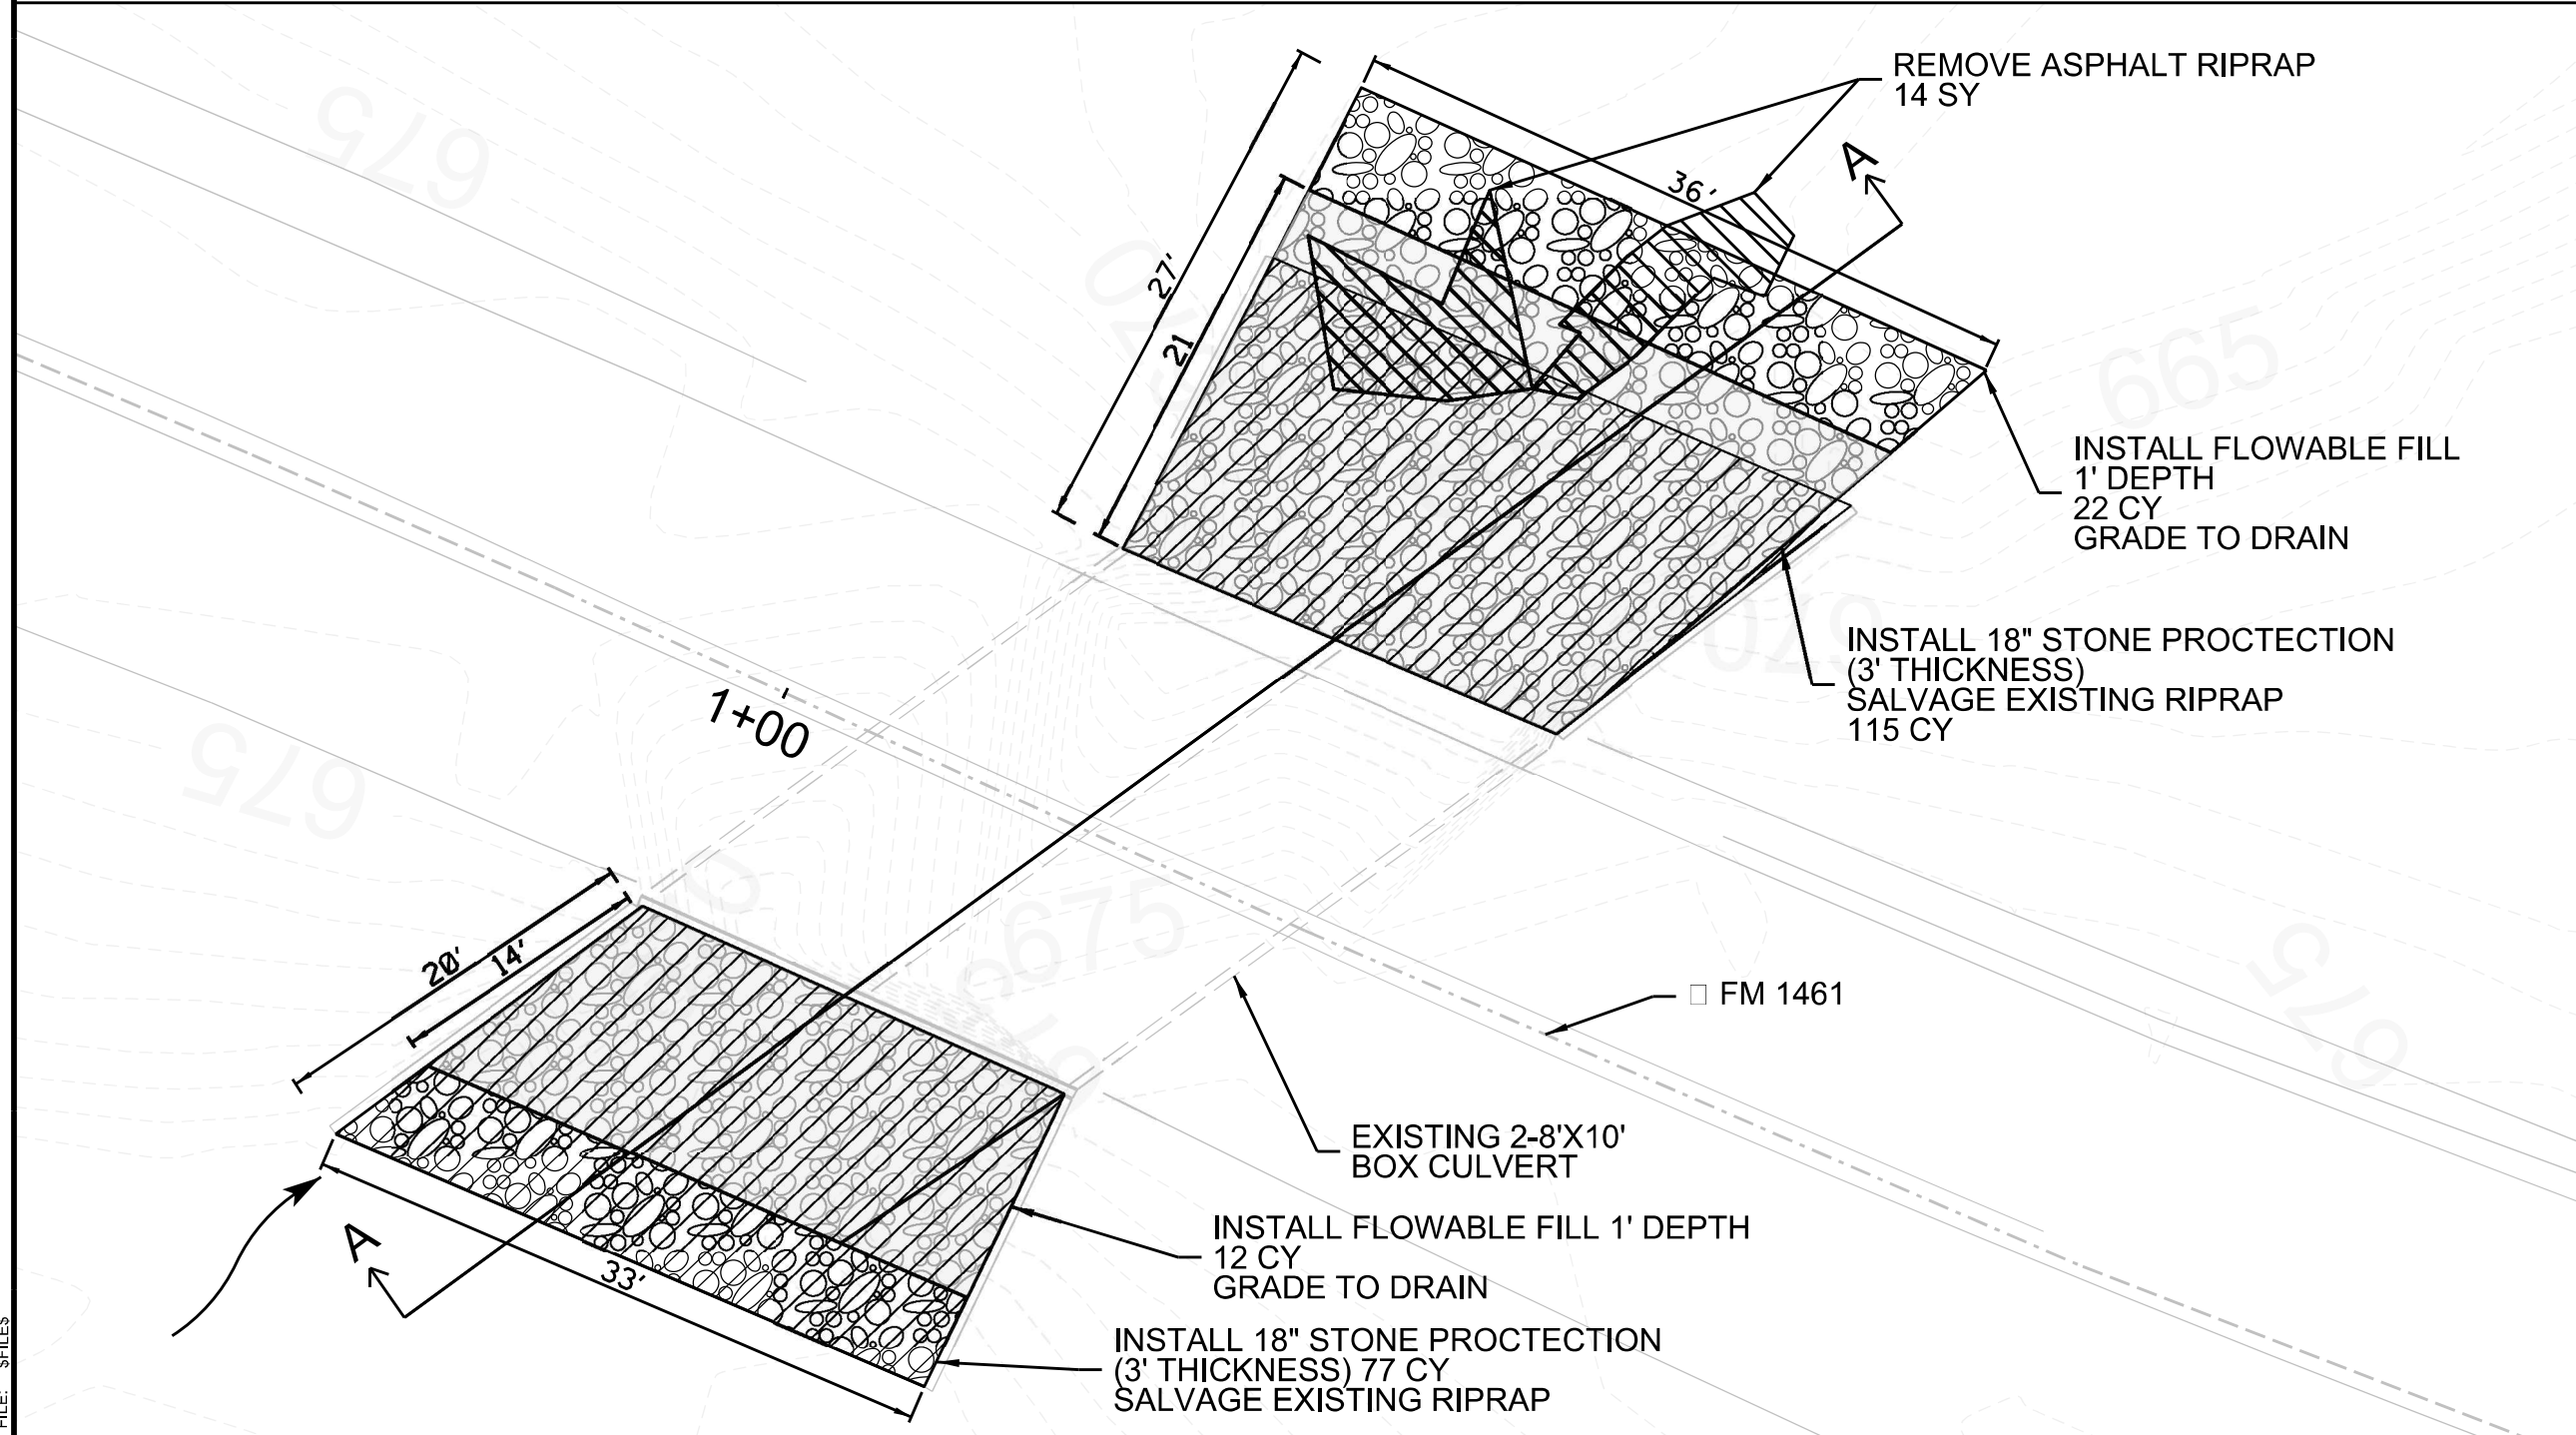 675
REMOVE ASPHALT RIPRAP
14 SY
A
36'
27'
21
665
INSTALL FLOWABLE FILL
1' DEPTH
22 CY
GRADE TO DRAIN
670
INSTALL 18" STONE PROCTECTION
(3' THICKNESS)
SALVAGE EXISTING RIPRAP
115 CY
1+00
675
675
20'
14'
FM 1461
675
EXISTING 2-8'X10'
BOX CULVERT
INSTALL FLOWABLE FILL 1' DEPTH
12 CY
GRADE TO DRAIN
A
33'
INSTALL 18" STONE PROCTECTION
(3' THICKNESS) 77 CY
SALVAGE EXISTING RIPRAP
FILE: $FILE$